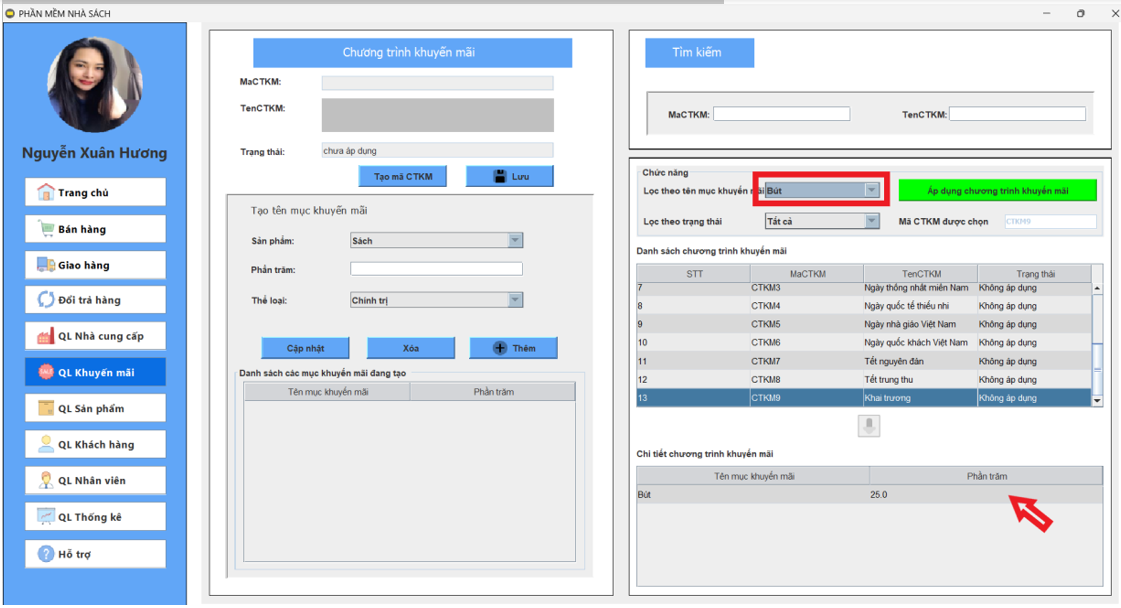 PHẦN MỀM NHÀ SÁCH
Nguyễn Xuân Hương
Trang chủ
Bán hàng
Giao hàng
Đổi trả hàng
QL Nhà cung cấp
QL Khuyến mãi
QL Sản phẩm
QL Khách hàng
QL Nhân viên
QL Thống kê
Hỗ trợ
Chương trình khuyến mãi
MaCTKM:
TenCTKM:
Trạng thái: chưa áp dụng
Tạo mã CTKM Lưu
Tạo tên mục khuyến mãi
Sản phẩm: Sách
Phần trăm:
Thể loại: Chính trị
Cập nhật Xóa Thêm
Danh sách các mục khuyến mãi đang tạo
Tên mục khuyến mãi Phần trăm
Tìm kiếm
MaCTKM: TenCTKM:
Chức năng
Lọc theo tên mục khuyến mãi Bút Áp dụng chương trình khuyến mãi
Lọc theo trạng thái Tất cả Mã CTKM được chọn CTKM9
Danh sách chương trình khuyến mãi
STT MaCTKM TenCTKM Trạng thái
7 CTKM3 Ngày thống nhất miền Nam Không áp dụng
8 CTKM4 Ngày quốc tế thiếu nhi Không áp dụng
9 CTKM5 Ngày nhà giáo Việt Nam Không áp dụng
10 CTKM6 Ngày quốc khách Việt Nam Không áp dụng
11 CTKM7 Tết nguyên đán Không áp dụng
12 CTKM8 Tết trung thu Không áp dụng
13 CTKM9 Khai trương Không áp dụng
Chi tiết chương trình khuyến mãi
Tên mục khuyến mãi Phần trăm
Bút 25.0